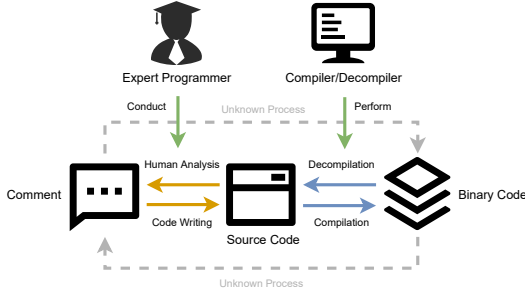 Expert Programmer
Compiler/Decompiler
Conduct
Unknown Process
Perform
Human Analysis
Decompilation
Comment
Binary Code
Code Writing
Compilation
Source Code
Unknown Process